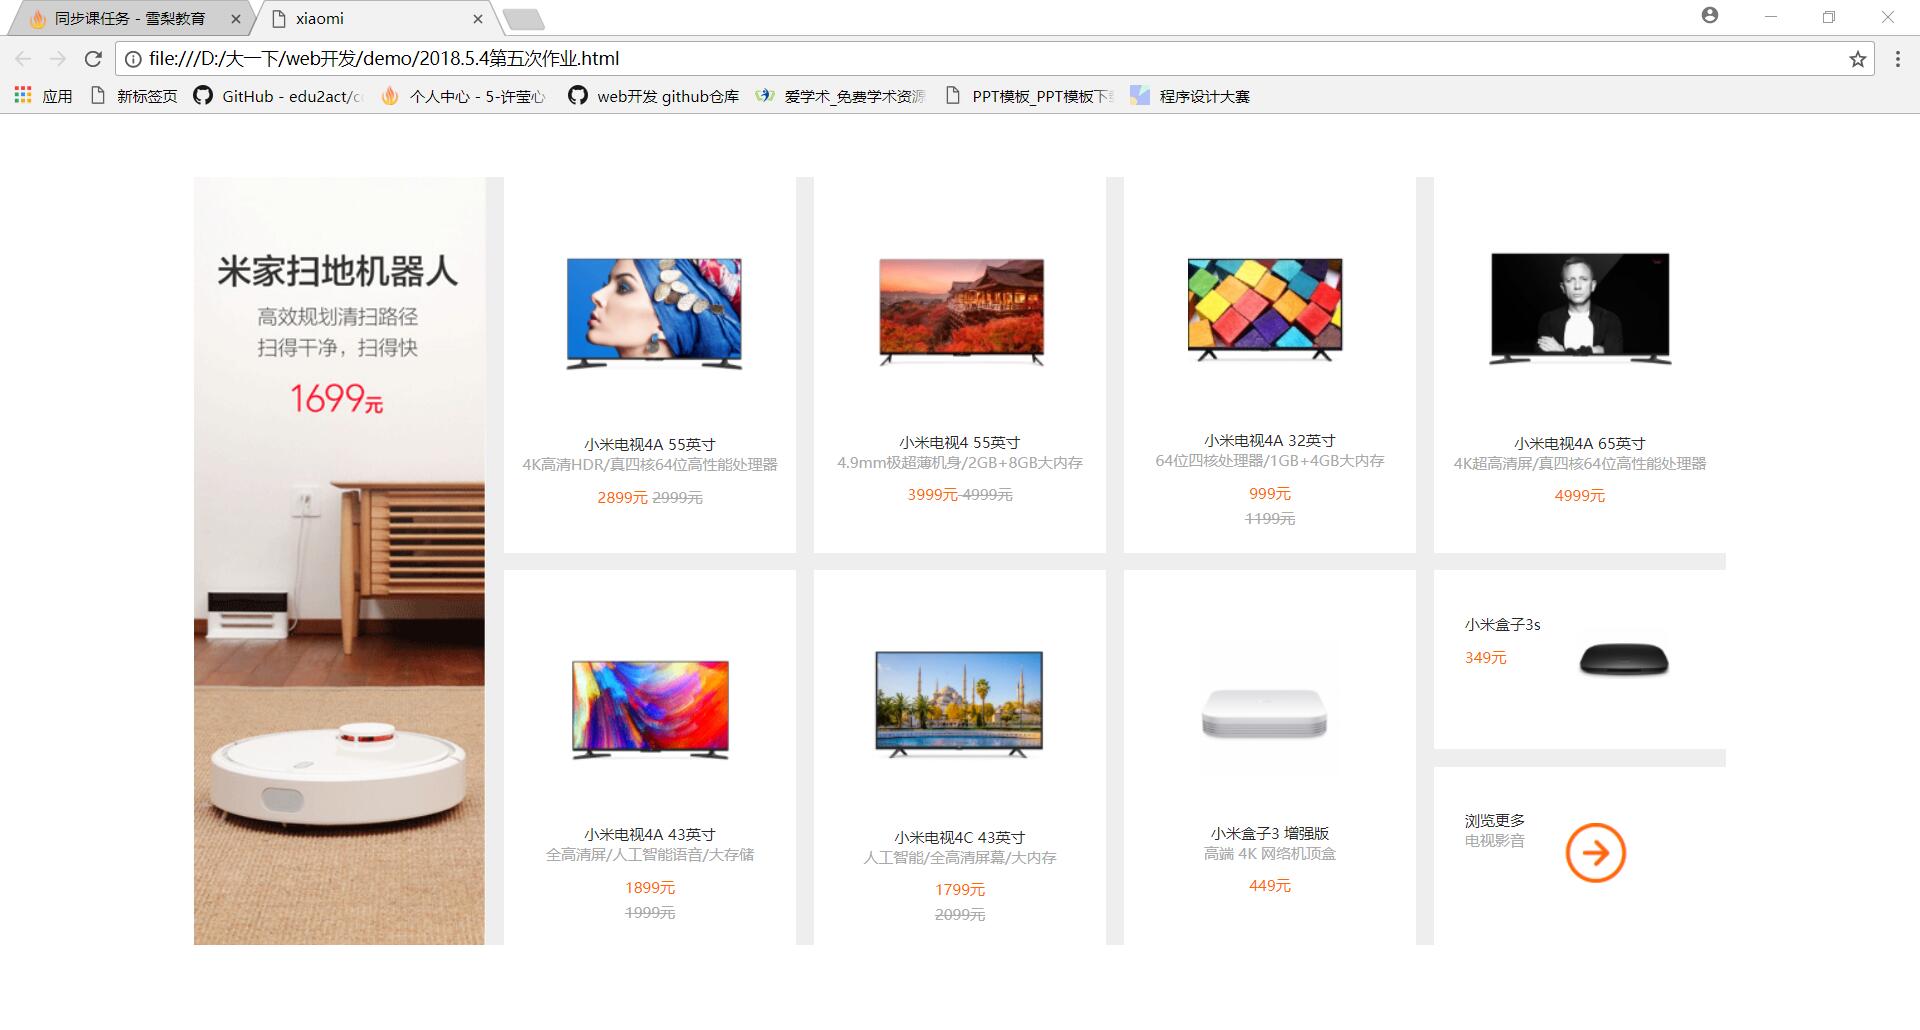 同步课任务 - 雪梨教育
xiaomi
file:///D:/大一下/web开发/demo/2018.5.4第五次作业.html
应用
新标签页
GitHub - edu2act/c
个人中心 - 5-许莹心
web开发 github仓库
爱学术_免费学术资源
PPT模板_PPT模板下
程序设计大赛
米家扫地机器人
高效规划清扫路径
扫得干净，扫得快
1699元
小米电视4A 55英寸
4K高清HDR/真四核64位高性能处理器
2899元 2999元
小米电视4 55英寸
4.9mm极超薄机身/2GB+8GB大内存
3999元 4999元
小米电视4A 32英寸
64位四核处理器/1GB+4GB大内存
999元
1199元
小米电视4A 65英寸
4K超高清屏/真四核64位高性能处理器
4999元
小米电视4A 43英寸
全高清屏/人工智能语音/大存储
1899元
1999元
小米电视4C 43英寸
人工智能/全高清屏幕/大内存
1799元
2099元
小米盒子3 增强版
高端 4K 网络机顶盒
449元
小米盒子3s
349元
浏览更多
电视影音